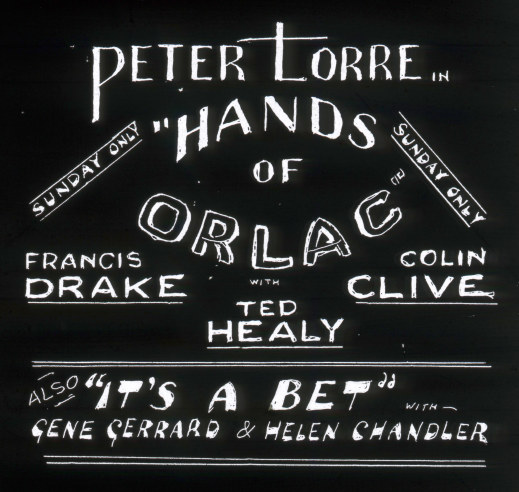 PETER LORRE IN
"HANDS
OF
ORLAC"
SUNDAY ONLY
SUNDAY ONLY
FRANCIS
DRAKE
COLIN
CLIVE
WITH
TED
HEALY
ALSO "IT'S A BET" WITH
GENE GERRARD & HELEN CHANDLER